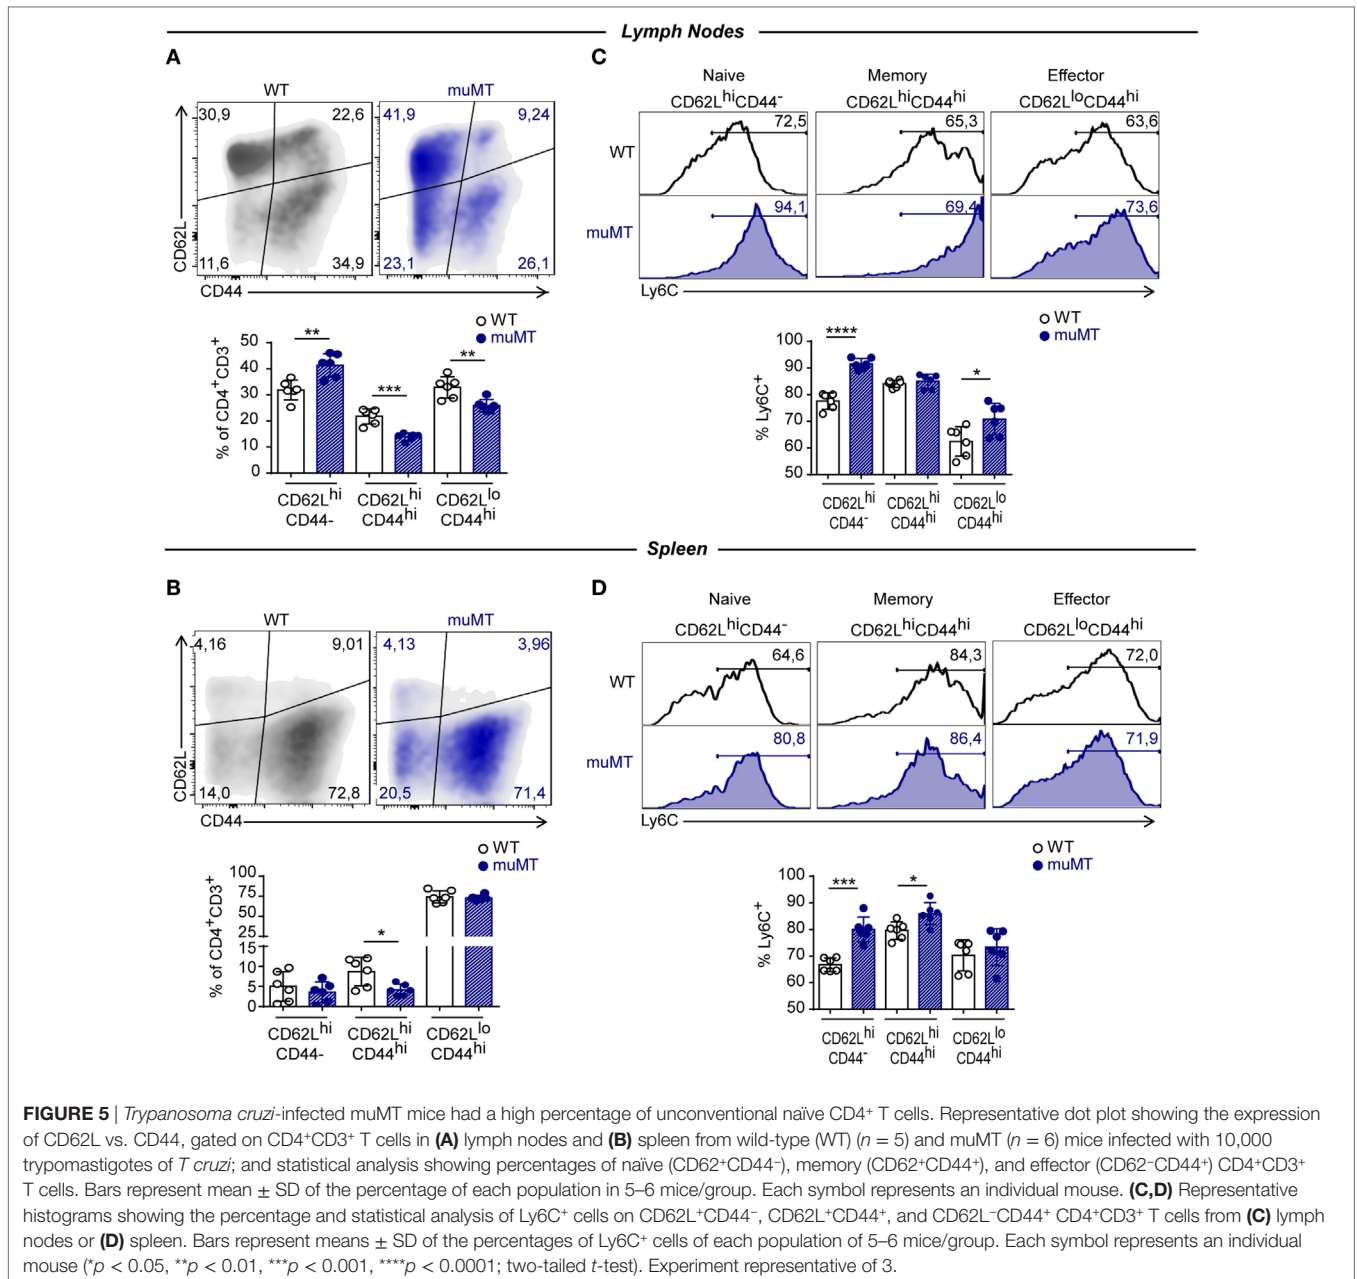 Lymph Nodes
A
WT
muMT
30,9
22,6
41,9
9,24
11,6
34,9
23,1
26,1
CD62L
CD44
WT
muMT
% of CD4+CD3+
50
40
30
20
10
0
**
***
**
CD62Lhi
CD44-
CD62Lhi
CD44hi
CD62Llo
CD44hi
C
Naive
CD62LhiCD44-
Memory
CD62LhiCD44hi
Effector
CD62LloCD44hi
WT
72,5
65,3
63,6
muMT
94,1
69,4
73,6
Ly6C
WT
muMT
% Ly6C+
100
90
80
70
60
50
****
*
CD62Lhi
CD44-
CD62Lhi
CD44hi
CD62Llo
CD44hi
Spleen
B
WT
muMT
4,16
9,01
4,13
3,96
14,0
72,8
20,5
71,4
CD62L
CD44
WT
muMT
% of CD4+CD3+
100
75
50
25
15
10
5
0
*
CD62Lhi
CD44-
CD62Lhi
CD44hi
CD62Llo
CD44hi
D
Naive
CD62LhiCD44-
Memory
CD62LhiCD44hi
Effector
CD62LloCD44hi
WT
64,6
84,3
72,0
muMT
80,8
86,4
71,9
Ly6C
WT
muMT
% Ly6C+
100
90
80
70
60
50
***
*
CD62Lhi
CD44-
CD62Lhi
CD44hi
CD62Llo
CD44hi
FIGURE 5 | Trypanosoma cruzi-infected muMT mice had a high percentage of unconventional naïve CD4+ T cells. Representative dot plot showing the expression
of CD62L vs. CD44, gated on CD4+CD3+ T cells in (A) lymph nodes and (B) spleen from wild-type (WT) (n = 5) and muMT (n = 6) mice infected with 10,000
trypomastigotes of T cruzi; and statistical analysis showing percentages of naïve (CD62+CD44−), memory (CD62+CD44+), and effector (CD62−CD44+) CD4+CD3+
T cells. Bars represent mean ± SD of the percentage of each population in 5–6 mice/group. Each symbol represents an individual mouse. (C,D) Representative
histograms showing the percentage and statistical analysis of Ly6C+ cells on CD62L+CD44−, CD62L+CD44+, and CD62L−CD44+ CD4+CD3+ T cells from (C) lymph
nodes or (D) spleen. Bars represent means ± SD of the percentages of Ly6C+ cells of each population of 5–6 mice/group. Each symbol represents an individual
mouse (*p < 0.05, **p < 0.01, ***p < 0.001, ****p < 0.0001; two-tailed t-test). Experiment representative of 3.